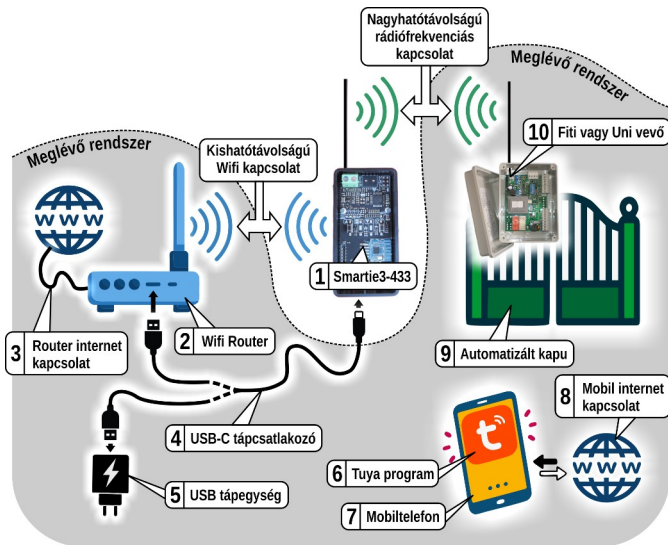 Nagyhatótávolságú
rádiófrekvenciás
kapcsolat
Meglévő rendszer
Meglévő rendszer
Kishatótávolságú
Wifi kapcsolat
10 Fiti vagy Uni vevő
W W W
1 Smartie3-433
2 Wifi Router
3 Router internet
kapcsolat
9 Automatizált kapu
8 Mobil internet
kapcsolat
4 USB-C tápcsatlakozó
t
W W W
6 Tuya program
5 USB tápegység
7 Mobiltelefon